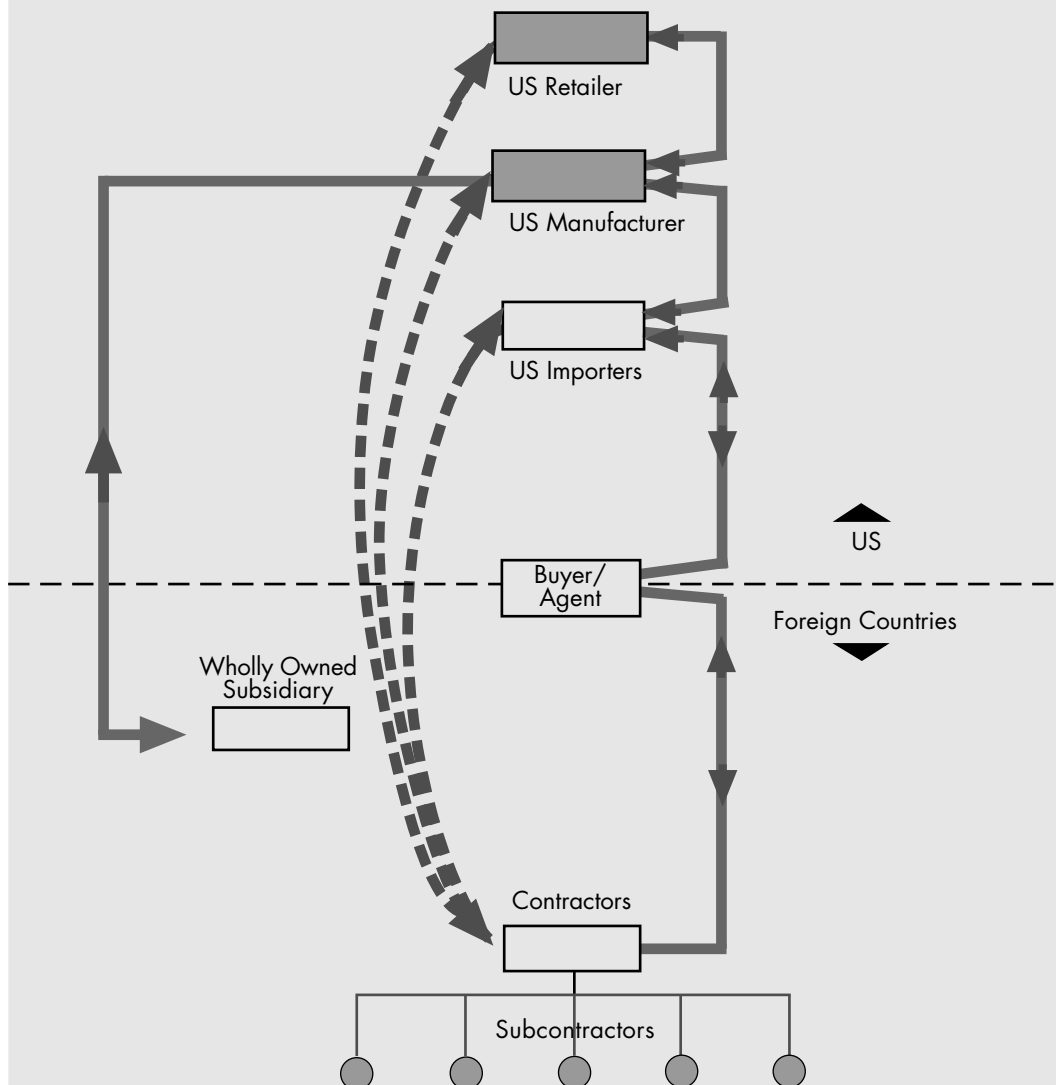 US Retailer
US Manufacturer
US Importers
US
Buyer/
Agent
Foreign Countries
Wholly Owned
Subsidiary
Contractors
Subcontractors